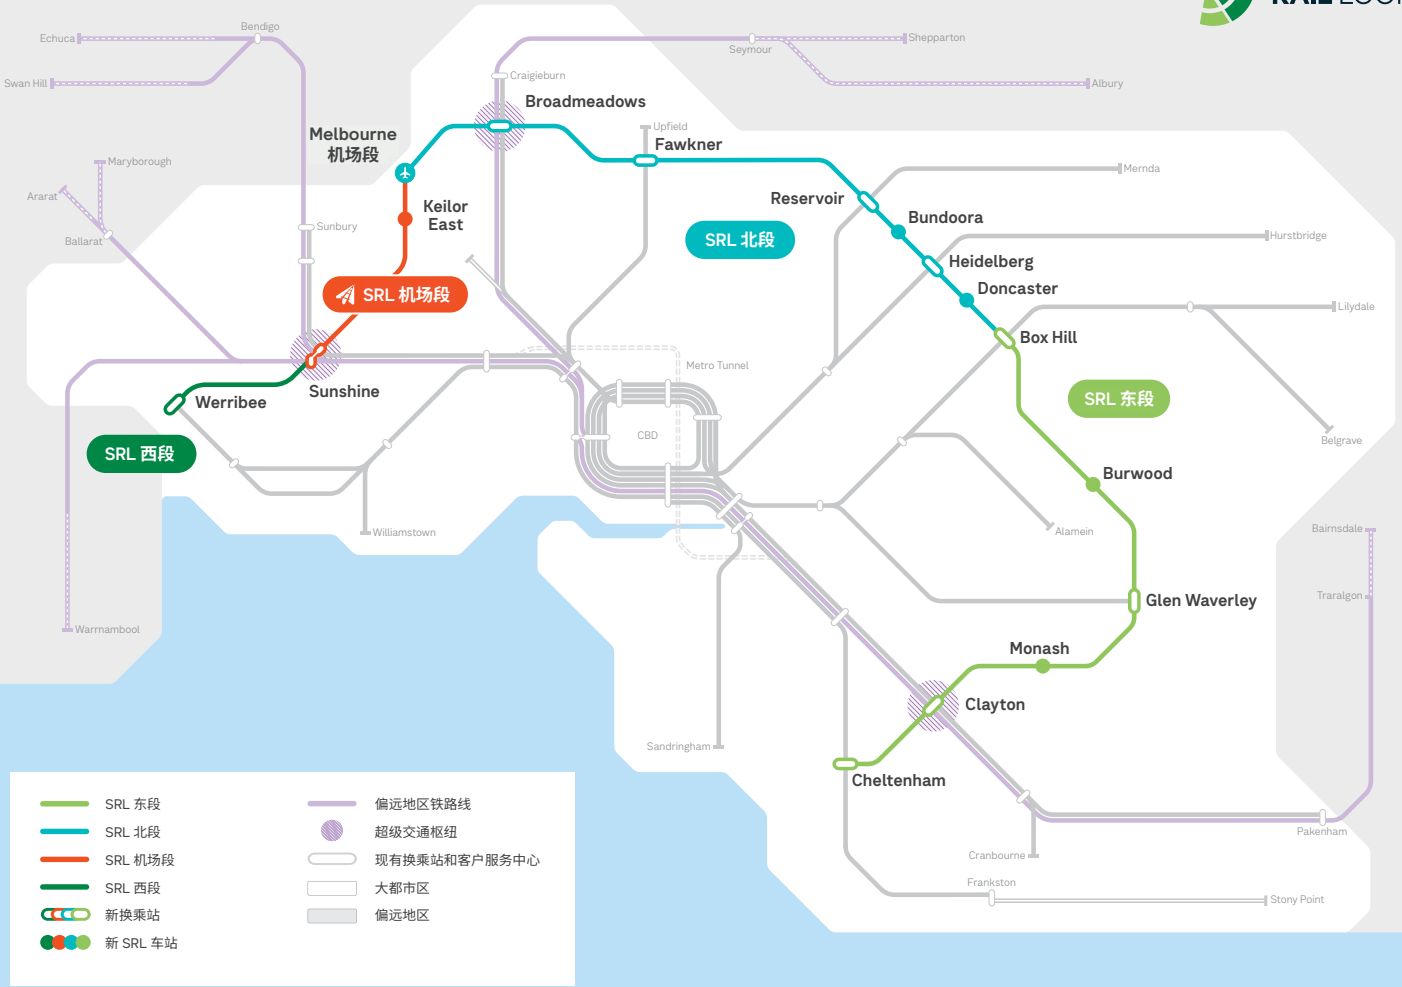 RAIL LOOP
Echuca
Bendigo
Swan Hill
Seymour
Shepparton
Albury
Craigieburn
Broadmeadows
Melbourne
机场段
Upfield
Fawkner
Maryborough
Ararat
Ballarat
Mernda
Keilor
East
Reservoir
Bundoora
Sunbury
SRL 北段
Hurstbridge
Heidelberg
Doncaster
SRL 机场段
Lilydale
Box Hill
Metro Tunnel
Sunshine
Werribee
SRL 东段
CBD
Belgrave
SRL 西段
Burwood
Williamstown
Alamein
Bairnsdale
Traralgon
Glen Waverley
Warrnambool
Monash
Clayton
Sandringham
Cheltenham
Pakenham
Cranbourne
Frankston
Stony Point
SRL 东段
SRL 北段
SRL 机场段
SRL 西段
新换乘站
新 SRL 车站
偏远地区铁路线
超级交通枢纽
现有换乘站和客户服务中心
大都市区
偏远地区